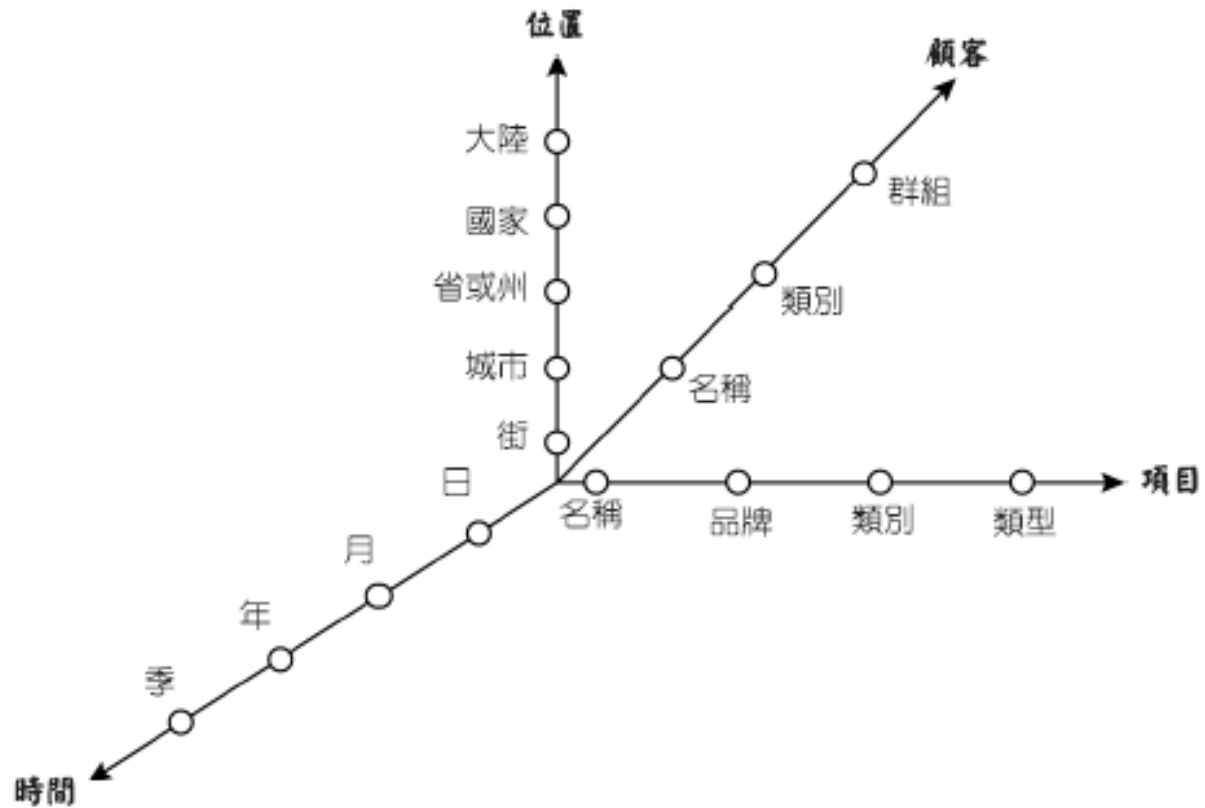 位置
顧客
大陸
群組
國家
省或州
類別
城市
名稱
街
日
項目
名稱
品牌
類別
類型
月
年
季
時間